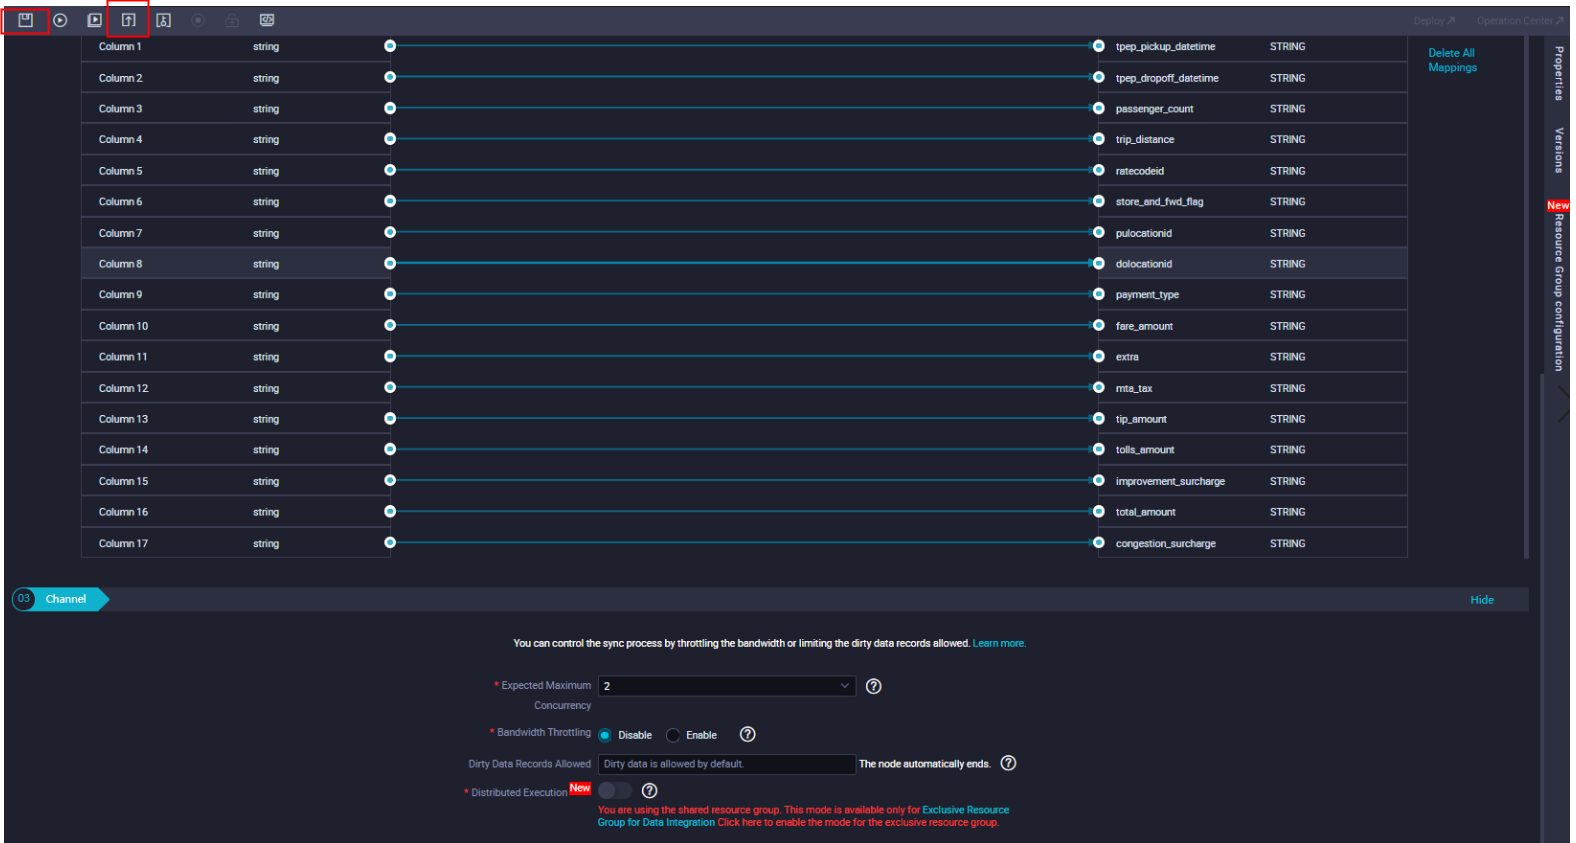 Deploy Operation Center
Column 1 string tpep_pickup_datetime STRING
Delete All
Mappings
Column 2 string tpep_dropoff_datetime STRING
Column 3 string passenger_count STRING
Column 4 string trip_distance STRING
Column 5 string ratecodeid STRING
Column 6 string store_and_fwd_flag STRING
Column 7 string pulocationid STRING
Column 8 string dolocationid STRING
Column 9 string payment_type STRING
Column 10 string fare_amount STRING
Column 11 string extra STRING
Column 12 string mta_tax STRING
Column 13 string tip_amount STRING
Column 14 string tolls_amount STRING
Column 15 string improvement_surcharge STRING
Column 16 string total_amount STRING
Column 17 string congestion_surcharge STRING
Properties
Versions
New
Resource Group configuration
03 Channel Hide
You can control the sync process by throttling the bandwidth or limiting the dirty data records allowed. Learn more.
* Expected Maximum 2 ?
Concurrency
* Bandwidth Throttling Disable Enable ?
Dirty Data Records Allowed Dirty data is allowed by default. The node automatically ends. ?
* Distributed Execution New ?
You are using the shared resource group. This mode is available only for Exclusive Resource
Group for Data Integration Click here to enable the mode for the exclusive resource group.